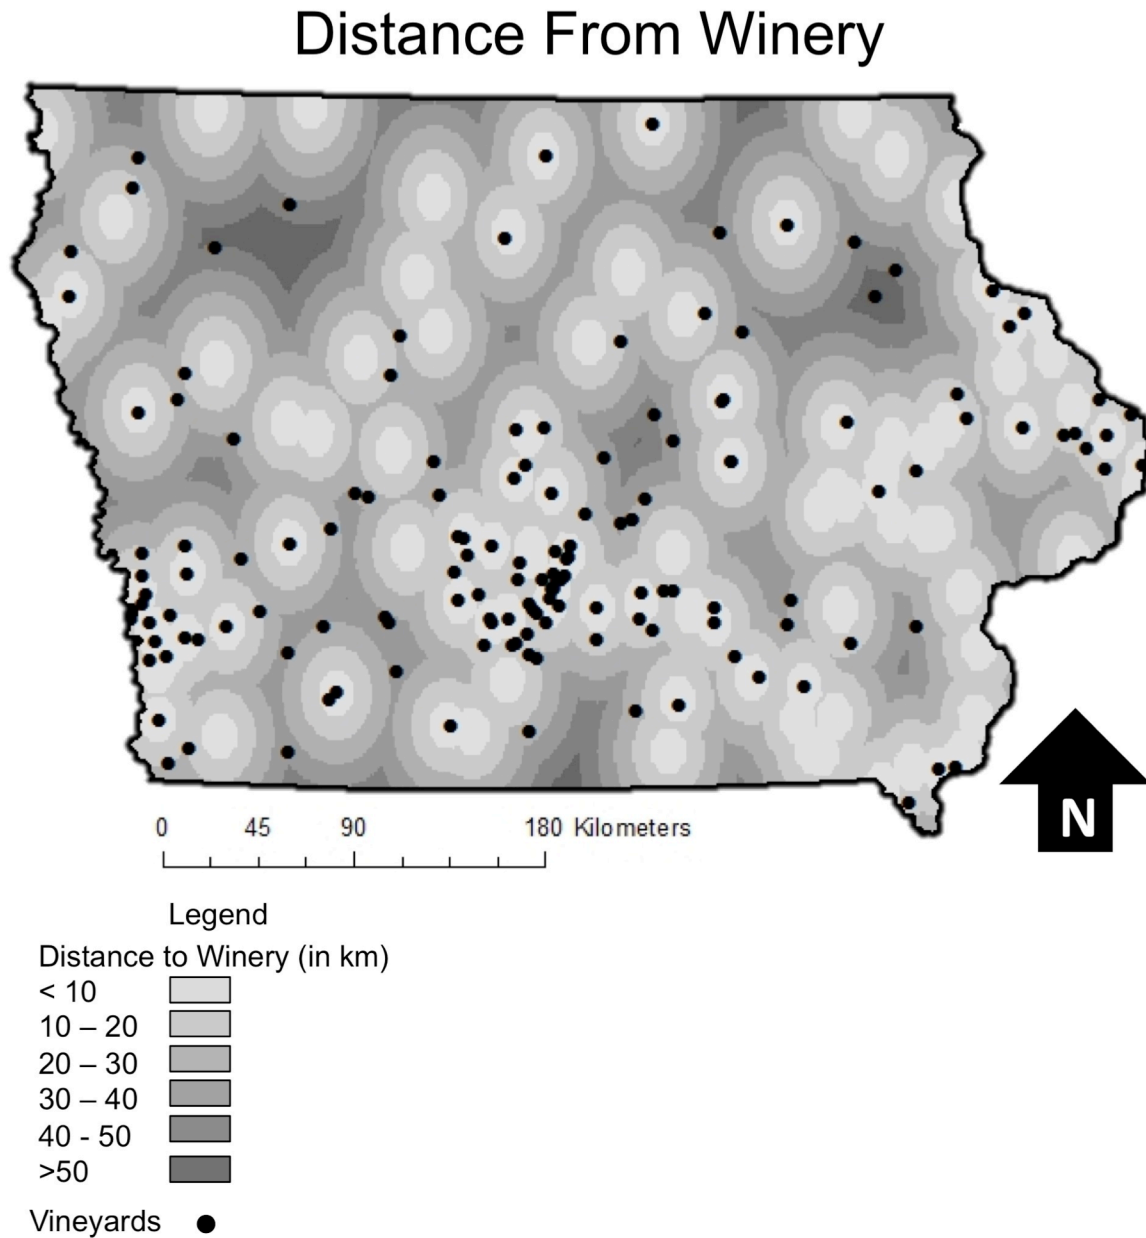 Distance From Winery
N
0 45 90 180 Kilometers
Legend
Distance to Winery (in km)
< 10
10 – 20
20 – 30
30 – 40
40 - 50
>50
Vineyards